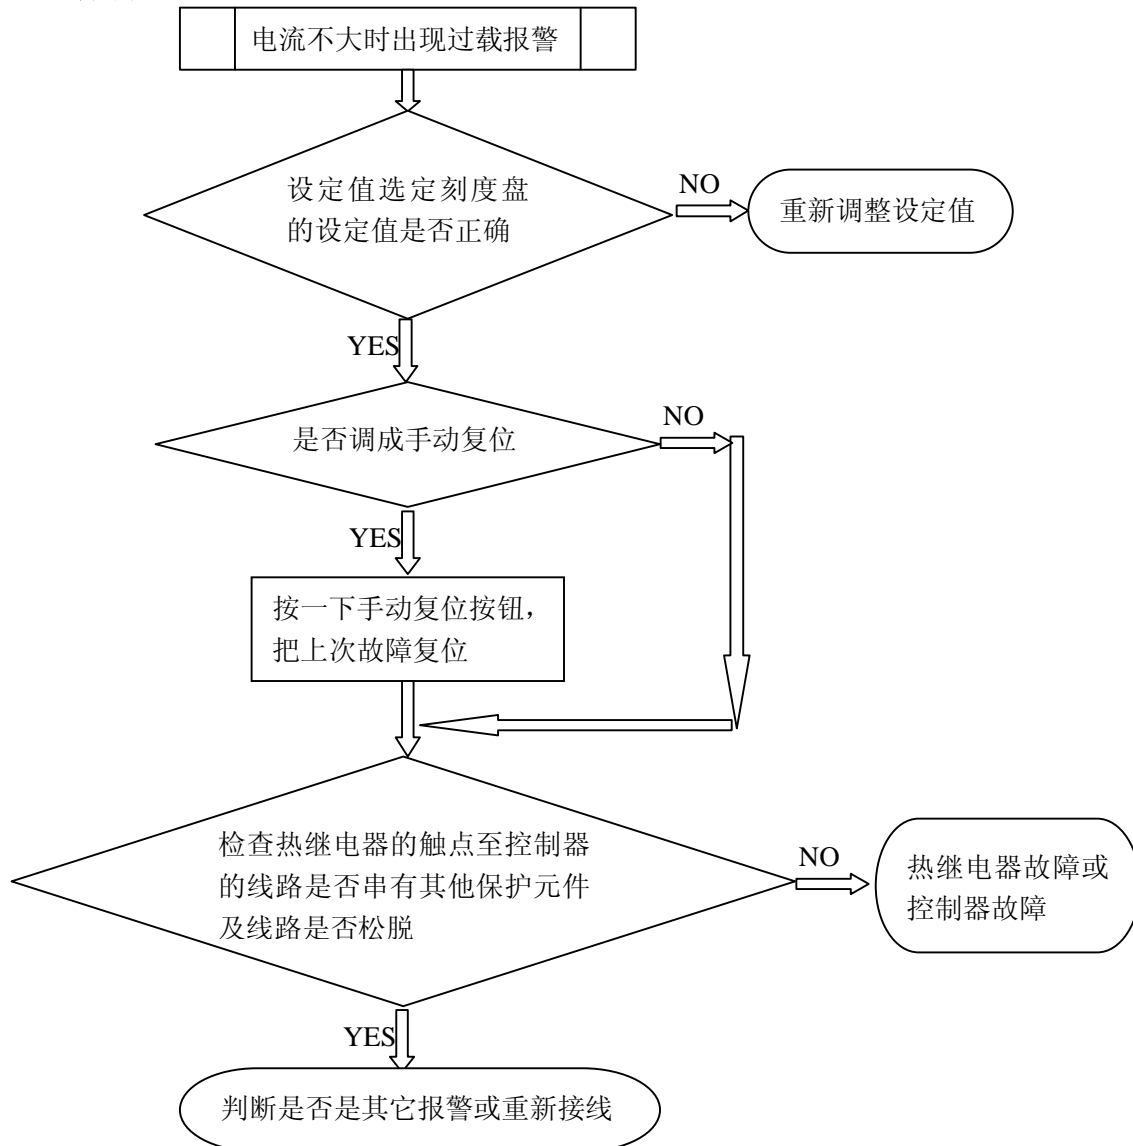 电流不大时出现过载报警
设定值选定刻度盘
的设定值是否正确
NO
重新调整设定值
YES
是否调成手动复位
NO
YES
按一下手动复位按钮，
把上次故障复位
检查热继电器的触点至控制器
的线路是否串有其他保护元件
及线路是否松脱
NO
热继电器故障或
控制器故障
YES
判断是否是其它报警或重新接线